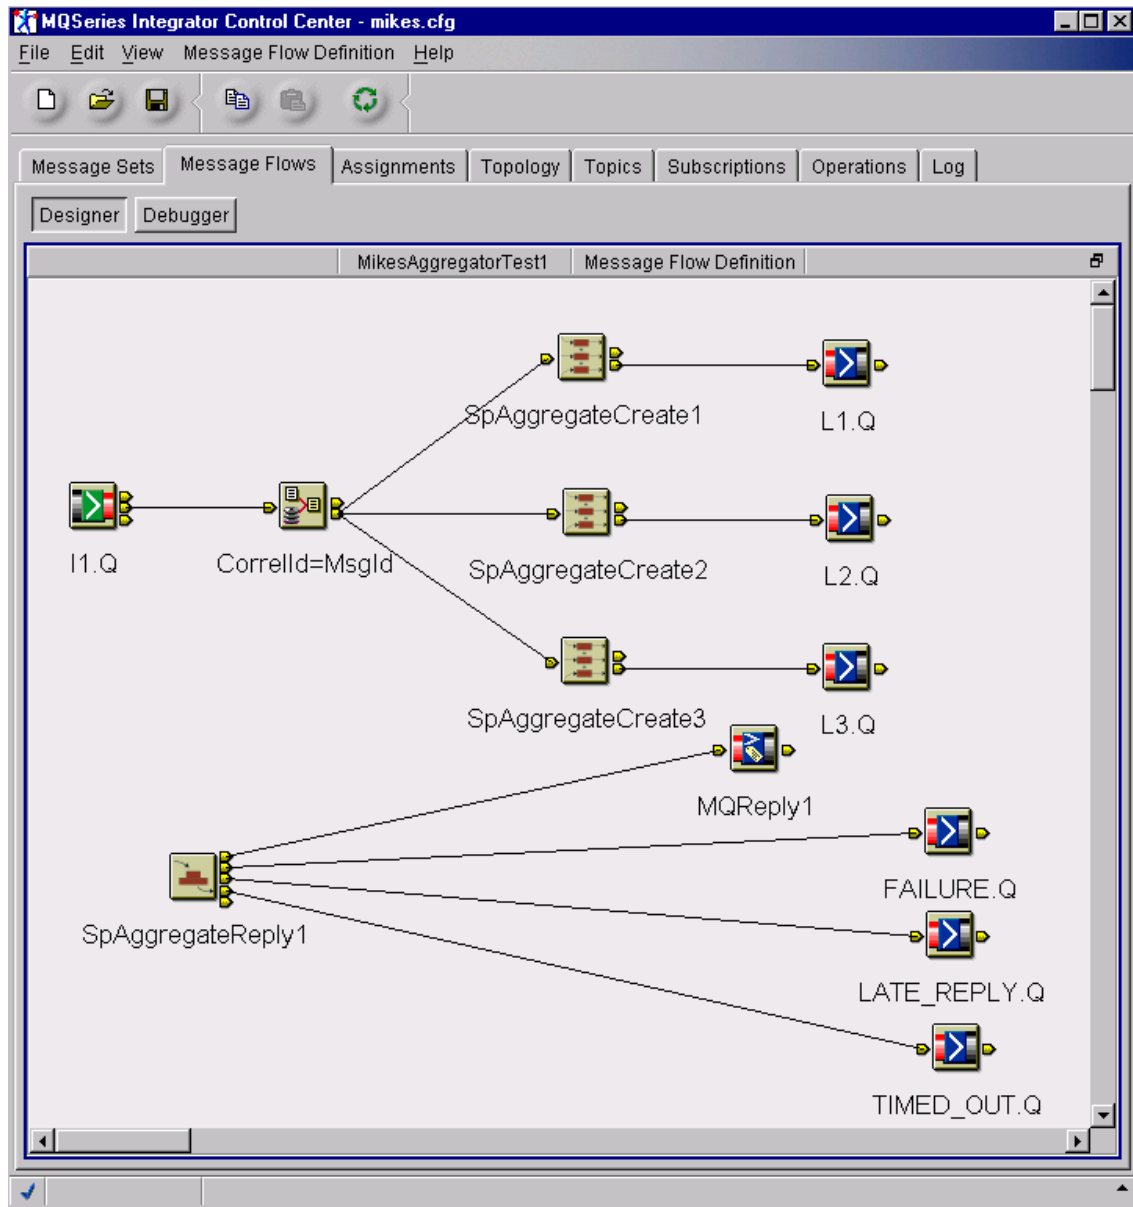 MQSeries Integrator Control Center - mikes.cfg
File Edit View Message Flow Definition Help
Message Sets Message Flows Assignments Topology Topics Subscriptions Operations Log
Designer Debugger
MikesAggregatorTest1 Message Flow Definition
SpAggregateCreate1 L1.Q
I1.Q CorrelId=MsgId SpAggregateCreate2 L2.Q
SpAggregateCreate3 L3.Q
MQReply1
FAILURE.Q
SpAggregateReply1
LATE_REPLY.Q
TIMED_OUT.Q